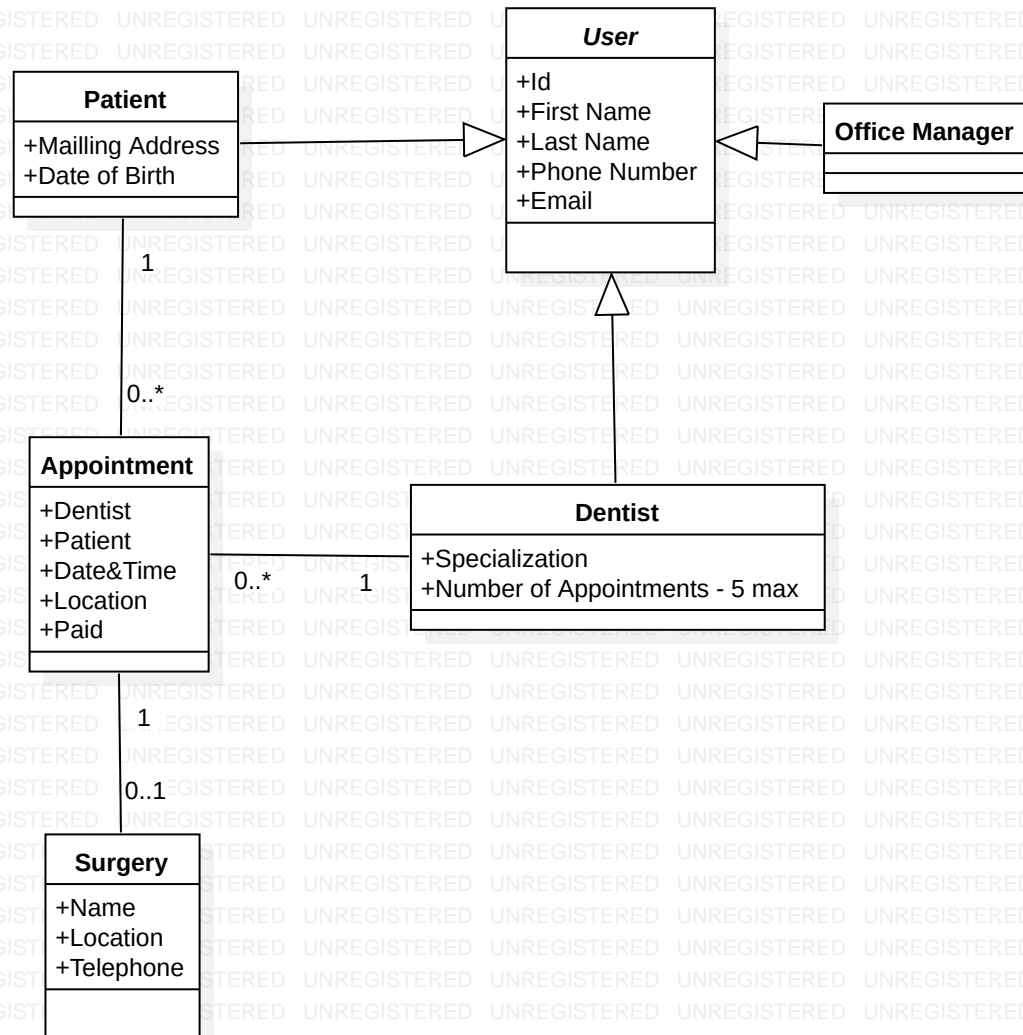 User
+Id
+First Name
+Last Name
+Phone Number
+Email
Patient
+Mailling Address
+Date of Birth
Office Manager
1
0..*
Appointment
+Dentist
+Patient
+Date&Time
+Location
+Paid
0..*
1
Dentist
+Specialization
+Number of Appointments - 5 max
1
0..1
Surgery
+Name
+Location
+Telephone
UNREGISTERED